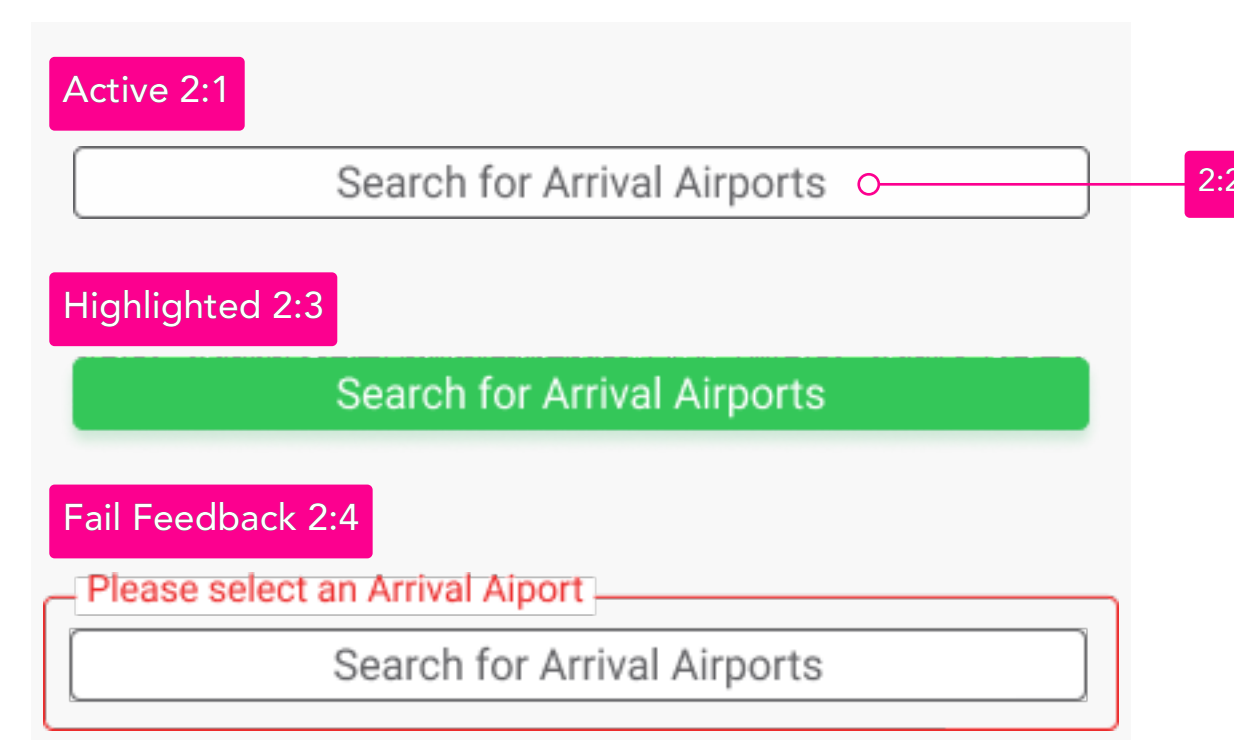 Active 2:1
Search for Arrival Airports
2:2
Highlighted 2:3
Search for Arrival Airports
Fail Feedback 2:4
Please select an Arrival Aiport
Search for Arrival Airports